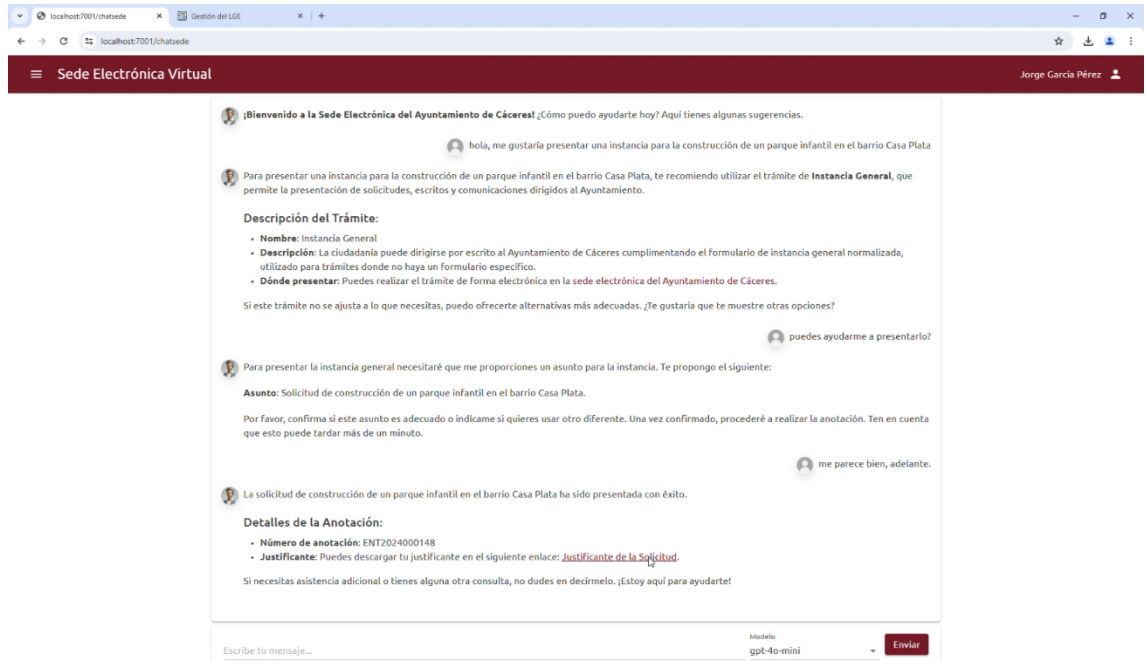 localhost:7001/chatsede
Gestión del LGE
localhost:7001/chatsede
Sede Electrónica Virtual
Jorge García Pérez
¡Bienvenido a la Sede Electrónica del Ayuntamiento de Cáceres! ¿Cómo puedo ayudarte hoy? Aquí tienes algunas sugerencias.
hola, me gustaría presentar una instancia para la construcción de un parque infantil en el barrio Casa Plata
Para presentar una instancia para la construcción de un parque infantil en el barrio Casa Plata, te recomiendo utilizar el trámite de Instancia General, que
permite la presentación de solicitudes, escritos y comunicaciones dirigidos al Ayuntamiento.
Descripción del Trámite:
• Nombre: Instancia General
• Descripción: La ciudadanía puede dirigirse por escrito al Ayuntamiento de Cáceres cumplimentando el formulario de instancia general normalizada,
utilizado para trámites donde no haya un formulario específico.
• Dónde presentar: Puedes realizar el trámite de forma electrónica en la sede electrónica del Ayuntamiento de Cáceres.
Si este trámite no se ajusta a lo que necesitas, puedo ofrecerte alternativas más adecuadas. ¿Te gustaría que te muestre otras opciones?
puedes ayudarme a presentarlo?
Para presentar la instancia general necesitaré que me proporciones un asunto para la instancia. Te propongo el siguiente:
Asunto: Solicitud de construcción de un parque infantil en el barrio Casa Plata.
Por favor, confirma si este asunto es adecuado o indícame si quieres usar otro diferente. Una vez confirmado, procederé a realizar la anotación. Ten en cuenta
que esto puede tardar más de un minuto.
me parece bien, adelante.
La solicitud de construcción de un parque infantil en el barrio Casa Plata ha sido presentada con éxito.
Detalles de la Anotación:
• Número de anotación: ENT2024000148
• Justificante: Puedes descargar tu justificante en el siguiente enlace: Justificante de la Solicitud.
Si necesitas asistencia adicional o tienes alguna otra consulta, no dudes en decírmelo. ¡Estoy aquí para ayudarte!
Escribe tu mensaje...
Modelo
gpt-4o-mini
Enviar